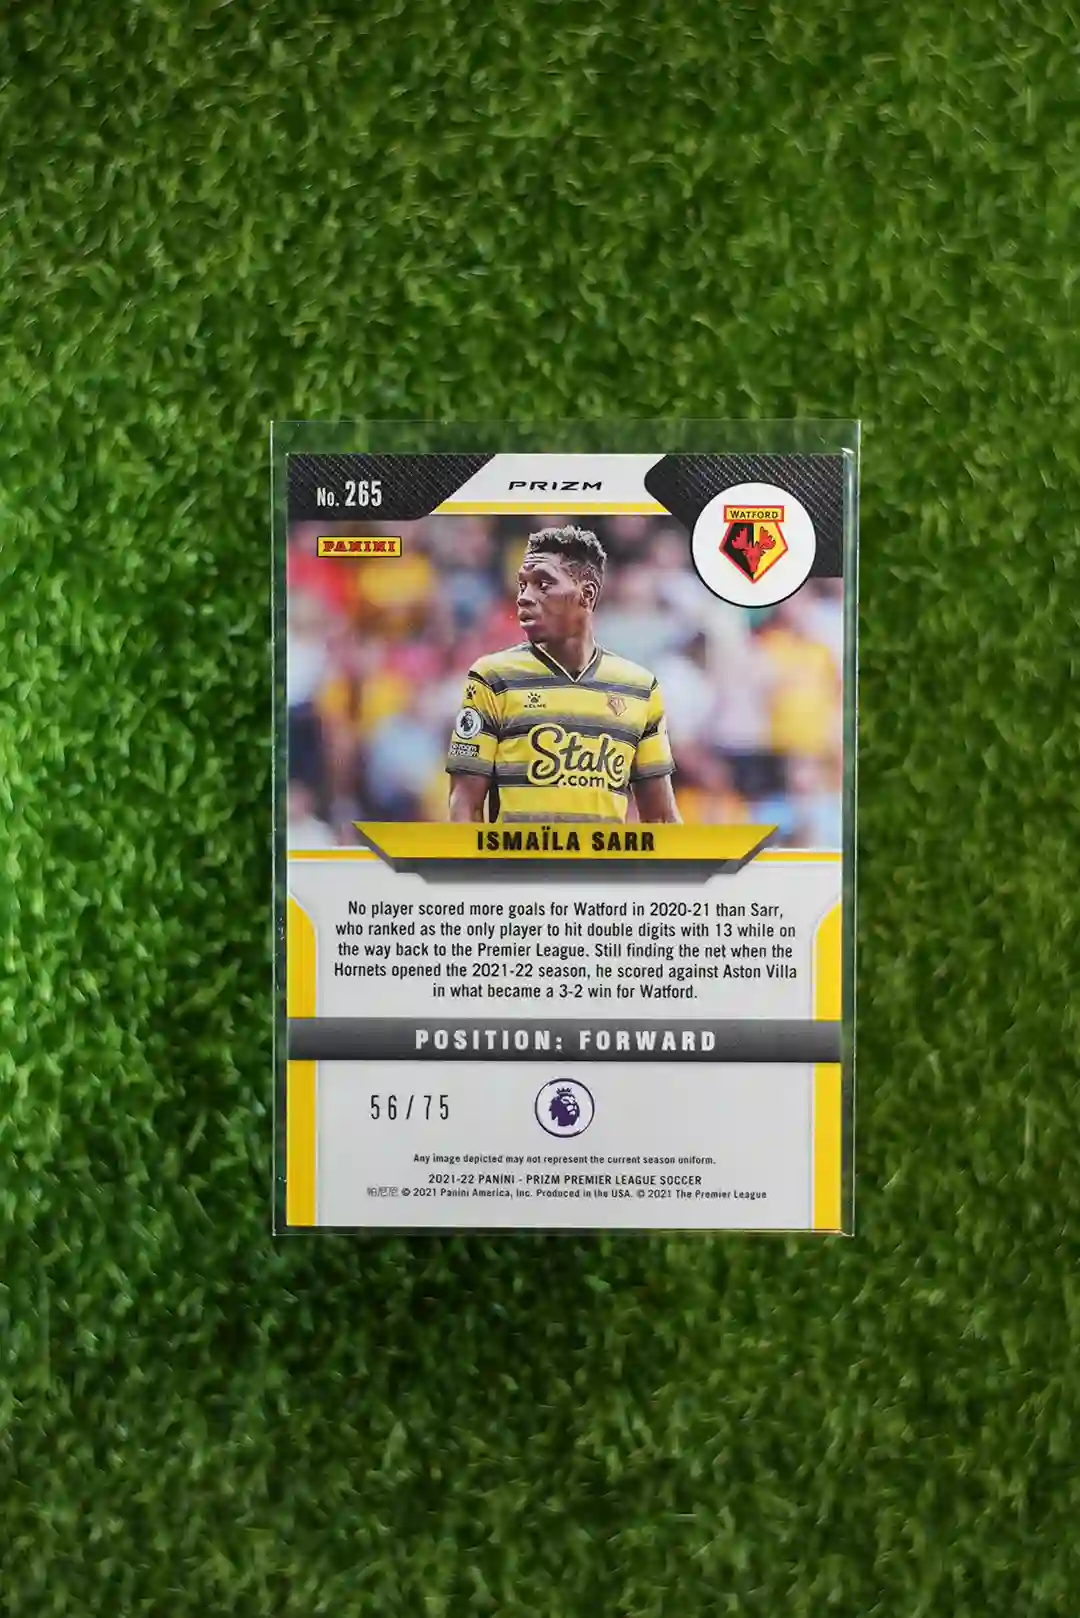 No. 265
PRIZM
WATFORD
PANINI
KELME
Stake
.com
ISMAÏLA SARR
No player scored more goals for Watford in 2020-21 than Sarr,
who ranked as the only player to hit double digits with 13 while on
the way back to the Premier League. Still finding the net when the
Hornets opened the 2021-22 season, he scored against Aston Villa
in what became a 3-2 win for Watford.
POSITION: FORWARD
56/75
Any image depicted may not represent the current season uniform.
2021-22 PANINI - PRIZM PREMIER LEAGUE SOCCER
帕尼尼 © 2021 Panini America, Inc. Produced in the USA. © 2021 The Premier League